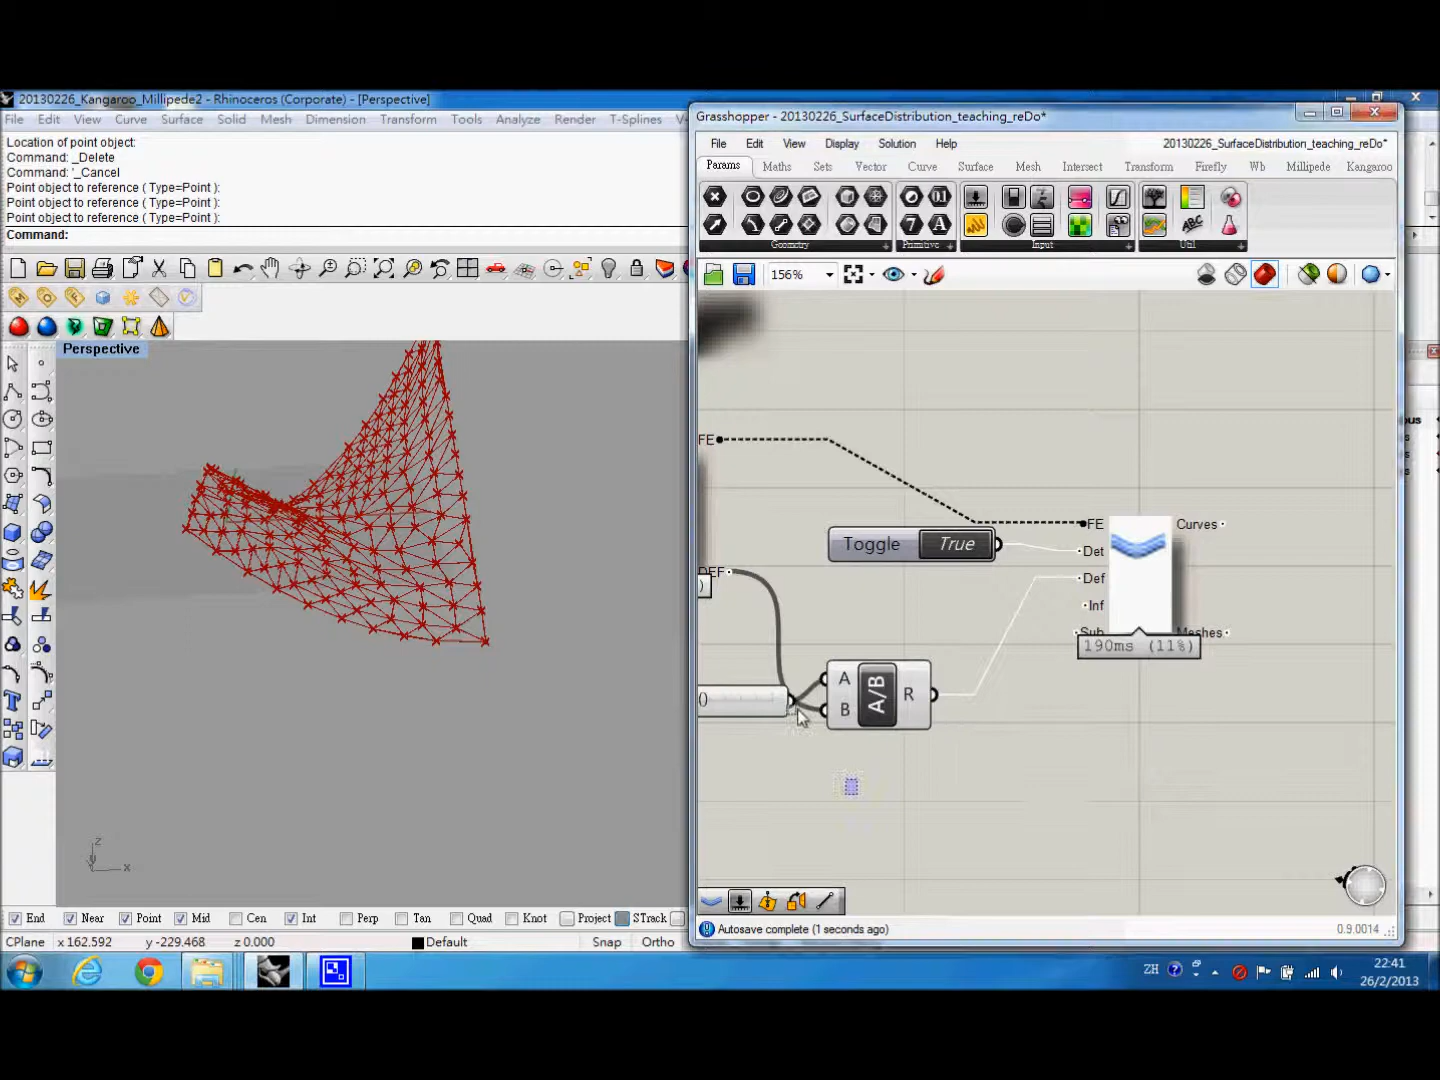 20130226_Kangaroo_Millipede2 - Rhinoceros (Corporate) - [Perspective]
File Edit View Curve Surface Solid Mesh Dimension Transform Tools Analyze Render T-Splines
Location of point object:
Command: _Delete
Command: '_Cancel
Point object to reference ( Type=Point ):
Point object to reference ( Type=Point ):
Point object to reference ( Type=Point ):
Command:
Perspective
z
y
x
End Near Point Mid Cen Int Perp Tan Quad Knot Project STrack
CPlane x 162.592 y -229.468 z 0.000 Default Snap Ortho
Grasshopper - 20130226_SurfaceDistribution_teaching_reDo*
File Edit View Display Solution Help 20130226_SurfaceDistribution_teaching_reDo*
Params Maths Sets Vector Curve Surface Mesh Intersect Transform Firefly Wb Millipede Kangaroo
Geometry Primitive Input Util
156%
FE
FE Curves
Toggle True
Det
DEF
Def
Inf
Sub Meshes
190ms (11%)
A
B
A/B
R
Autosave complete (1 seconds ago) 0.9.0014
ZH 22:41
26/2/2013